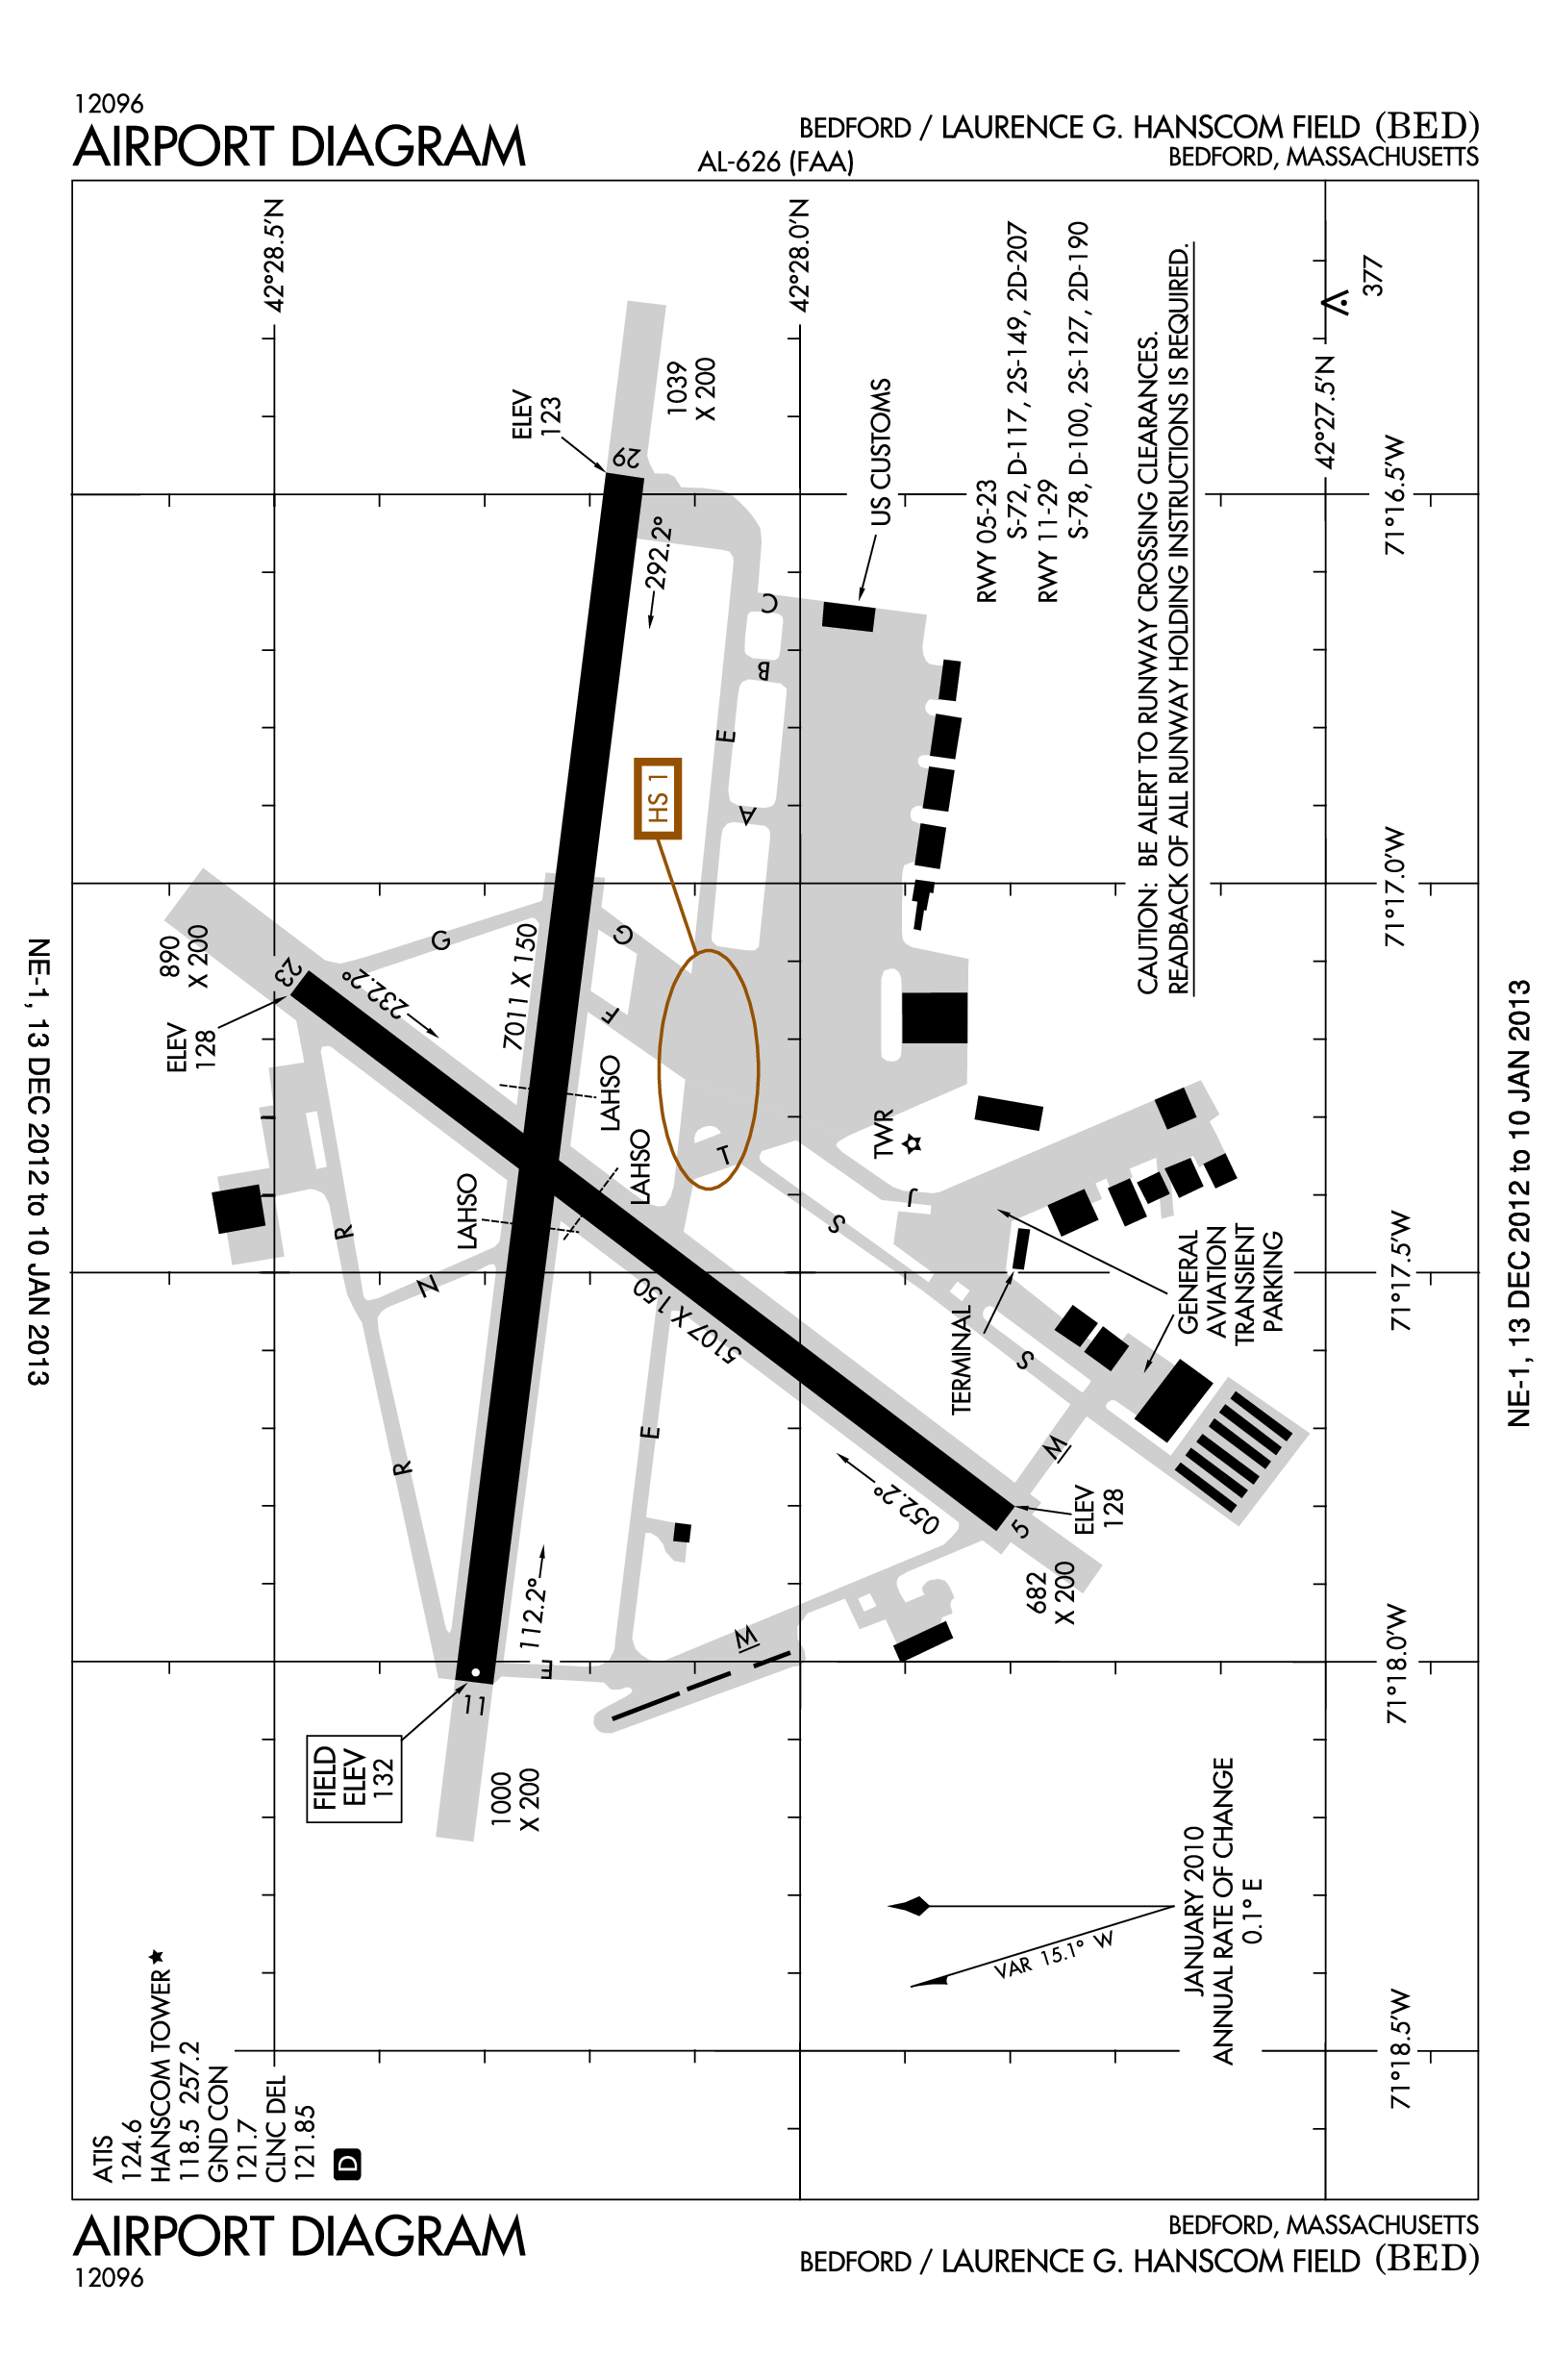 12096
AIRPORT DIAGRAM
AL-626 (FAA)
BEDFORD / LAURENCE G. HANSCOM FIELD (BED)
BEDFORD, MASSACHUSETTS
ATIS
124.6
HANSCOM TOWER
118.5 257.2
GND CON
121.7
CLNC DEL
121.85
D
42°28.5'N
42°28.0'N
42°27.5'N
377
71°16.5'W
71°17.0'W
71°17.5'W
71°18.0'W
71°18.5'W
FIELD
ELEV
132
11
1000
X 200
112.2°
E
R
R
N
LAHSO
LAHSO
LAHSO
ELEV
128
890
X 200
23
232.2°
G
G
F
7011 X 150
5107 X 150
HS 1
A
E
B
C
292.2°
29
ELEV
123
1039
X 200
US CUSTOMS
RWY 05-23
S-72, D-117, 2S-149, 2D-207
RWY 11-29
S-78, D-100, 2S-127, 2D-190
CAUTION: BE ALERT TO RUNWAY CROSSING CLEARANCES.
READBACK OF ALL RUNWAY HOLDING INSTRUCTIONS IS REQUIRED.
T
TWR
J
S
S
E
M
M
052.2°
5
ELEV
128
682
X 200
TERMINAL
GENERAL
AVIATION
TRANSIENT
PARKING
VAR 15.1° W
JANUARY 2010
ANNUAL RATE OF CHANGE
0.1° E
NE-1, 13 DEC 2012 to 10 JAN 2013
NE-1, 13 DEC 2012 to 10 JAN 2013
AIRPORT DIAGRAM
12096
BEDFORD, MASSACHUSETTS
BEDFORD / LAURENCE G. HANSCOM FIELD (BED)